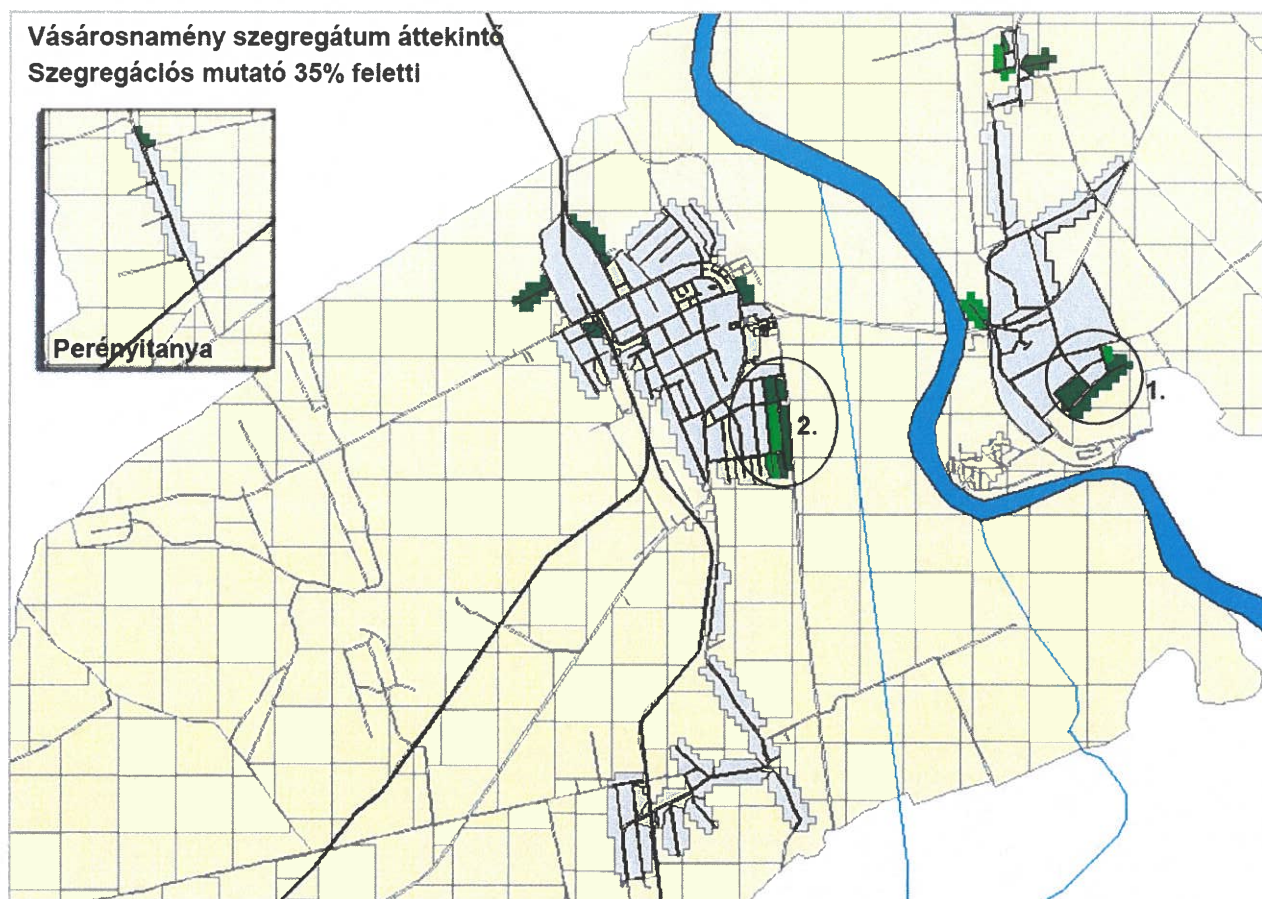 Vásárosnamény szegregátum áttekintő
Szegregációs mutató 35% feletti
Perényitanya
1.
2.